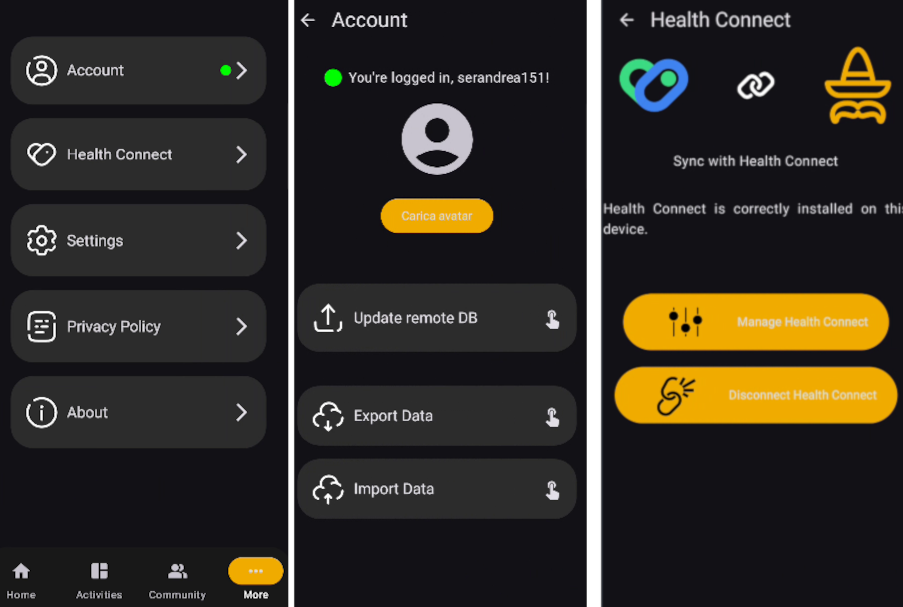 Account
Health Connect
Settings
Privacy Policy
About
Home
Activities
Community
More
Account
You're logged in, serandrea151!
Carica avatar
Update remote DB
Export Data
Import Data
Health Connect
Sync with Health Connect
Health Connect is correctly installed on this
device.
Manage Health Connect
Disconnect Health Connect